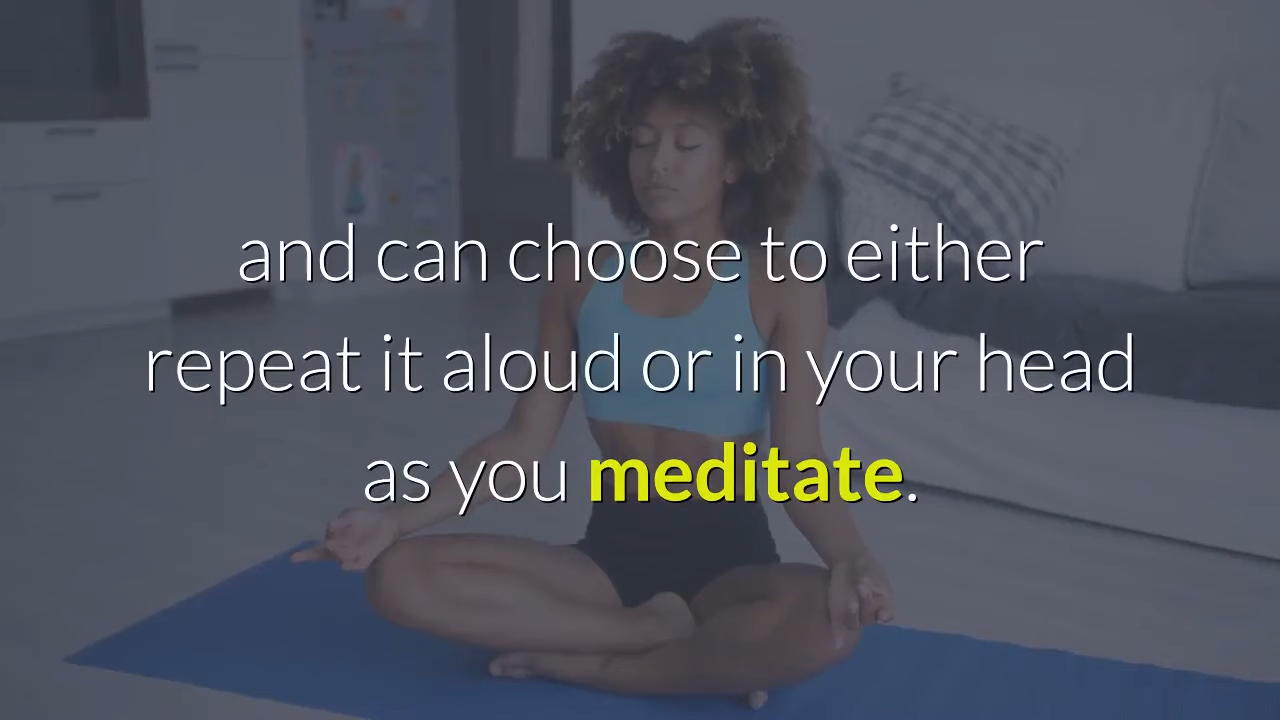 and can choose to either
repeat it aloud or in your head
as you meditate.